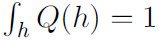 ∫_h Q(h) = 1